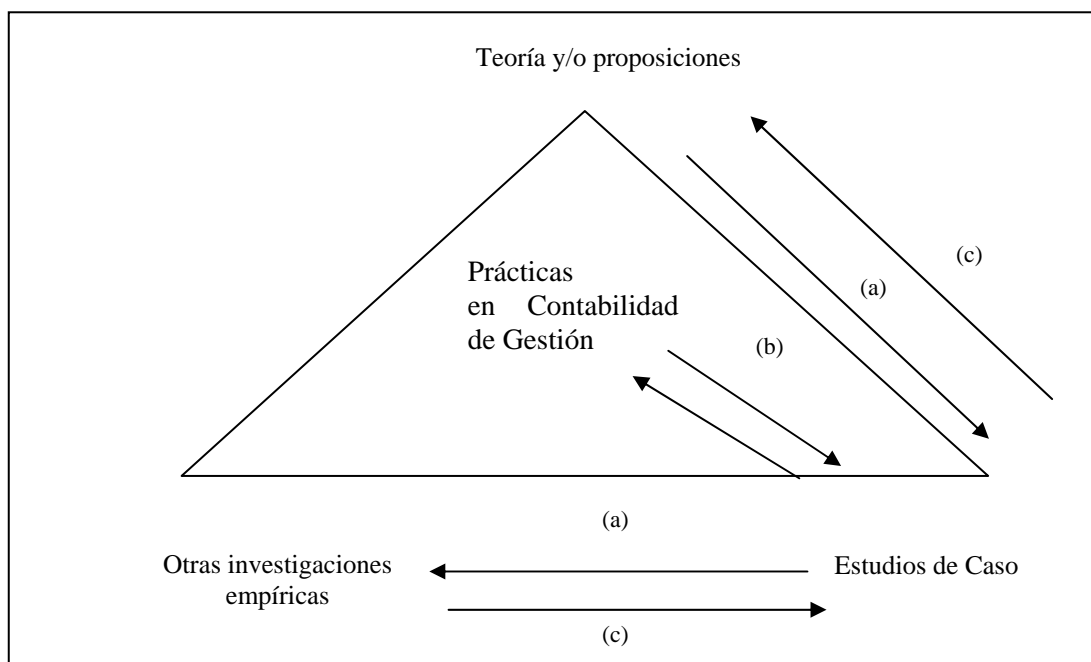 Teoría y/o proposiciones
(c)
(a)
Prácticas
en Contabilidad
de Gestión
(b)
(a)
Otras investigaciones
empíricas
Estudios de Caso
(c)